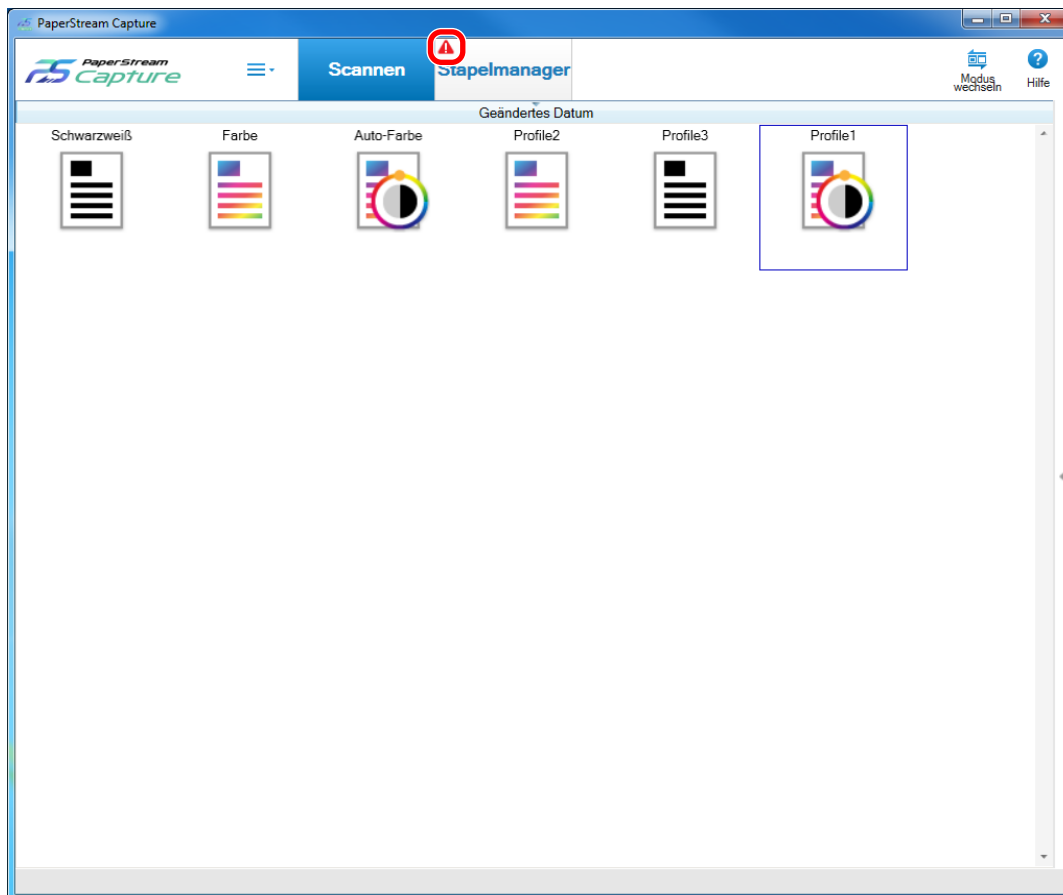 PaperStream Capture
PaperStream
Capture
Scannen
Stapelmanager
Modus
wechseln
Hilfe
Geändertes Datum
Schwarzweiß
Farbe
Auto-Farbe
Profile2
Profile3
Profile1